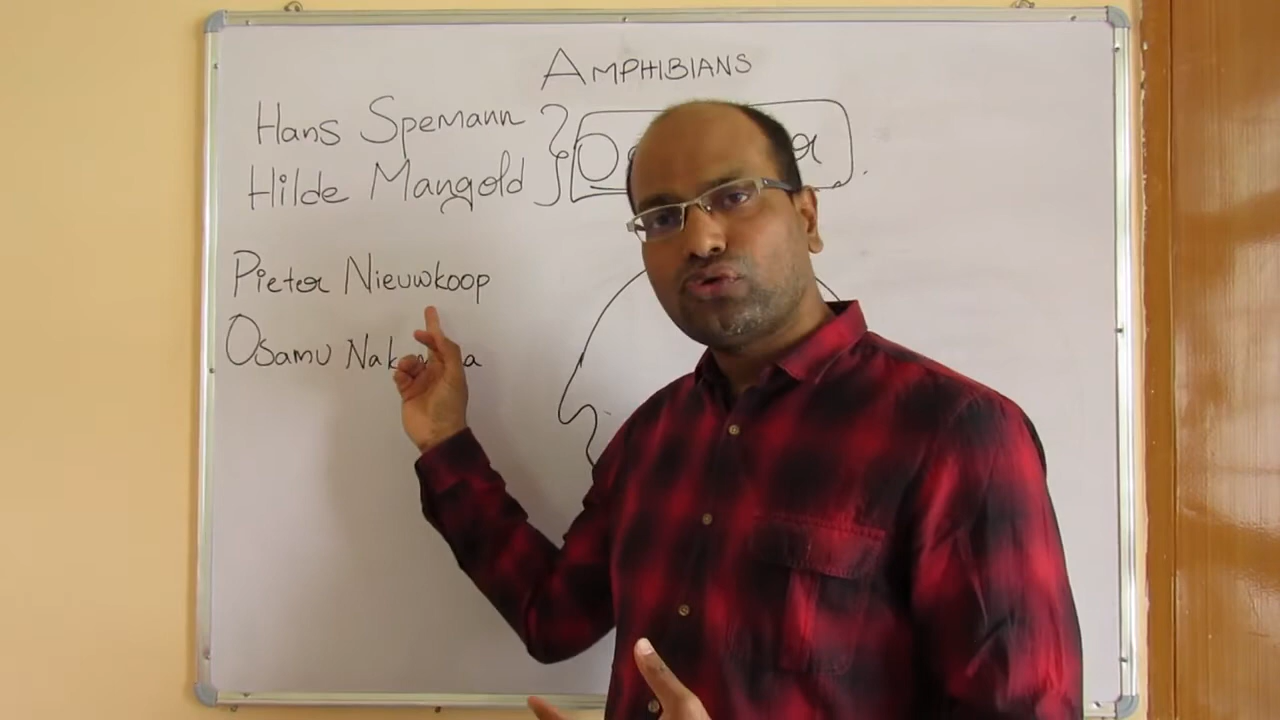 AMPHIBIANS
Hans Spemann
Hilde Mangold
Pieter Nieuwkoop
Osamu